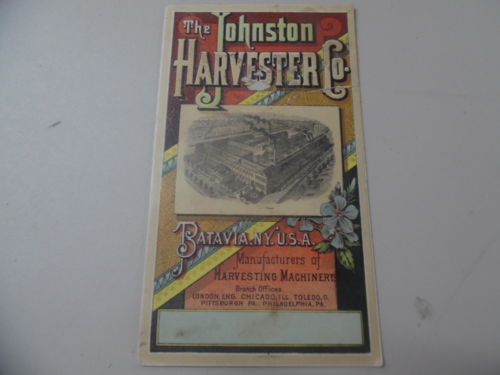 The Johnston
HARVESTER Co.
BATAVIA. N.Y. U.S.A.
Manufacturers of
HARVESTING MACHINERY
Branch Offices
LONDON, ENG. CHICAGO, ILL. TOLEDO, O.
PITTSBURGH PA. PHILADELPHIA, PA.